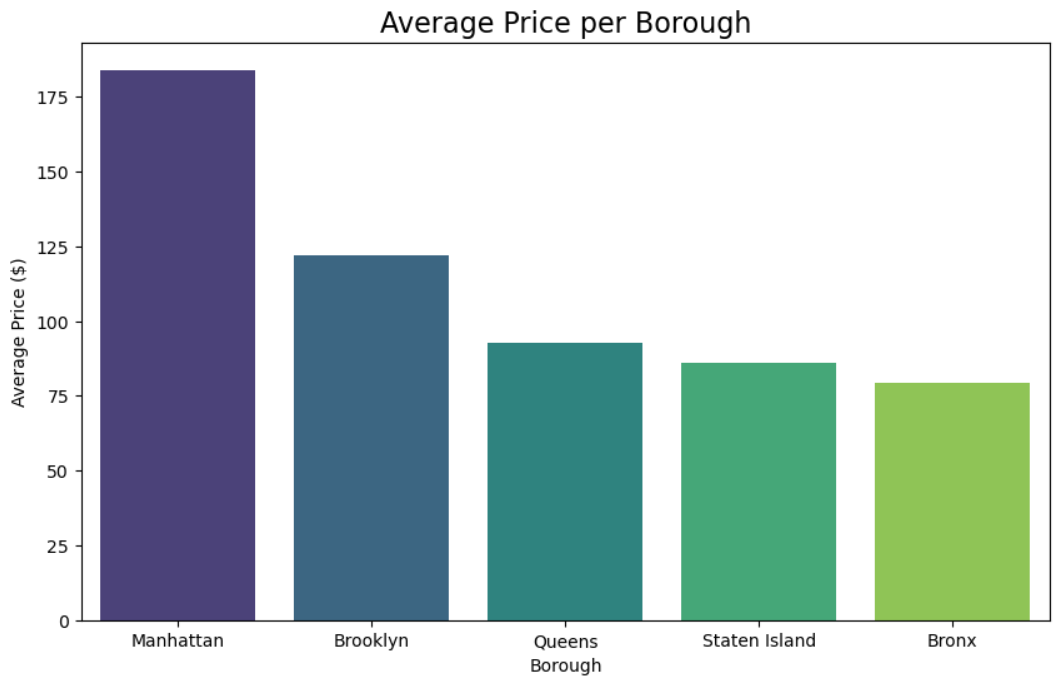 Average Price per Borough
Average Price ($)
175
150
125
100
75
50
25
0
Manhattan Brooklyn Queens Staten Island Bronx
Borough